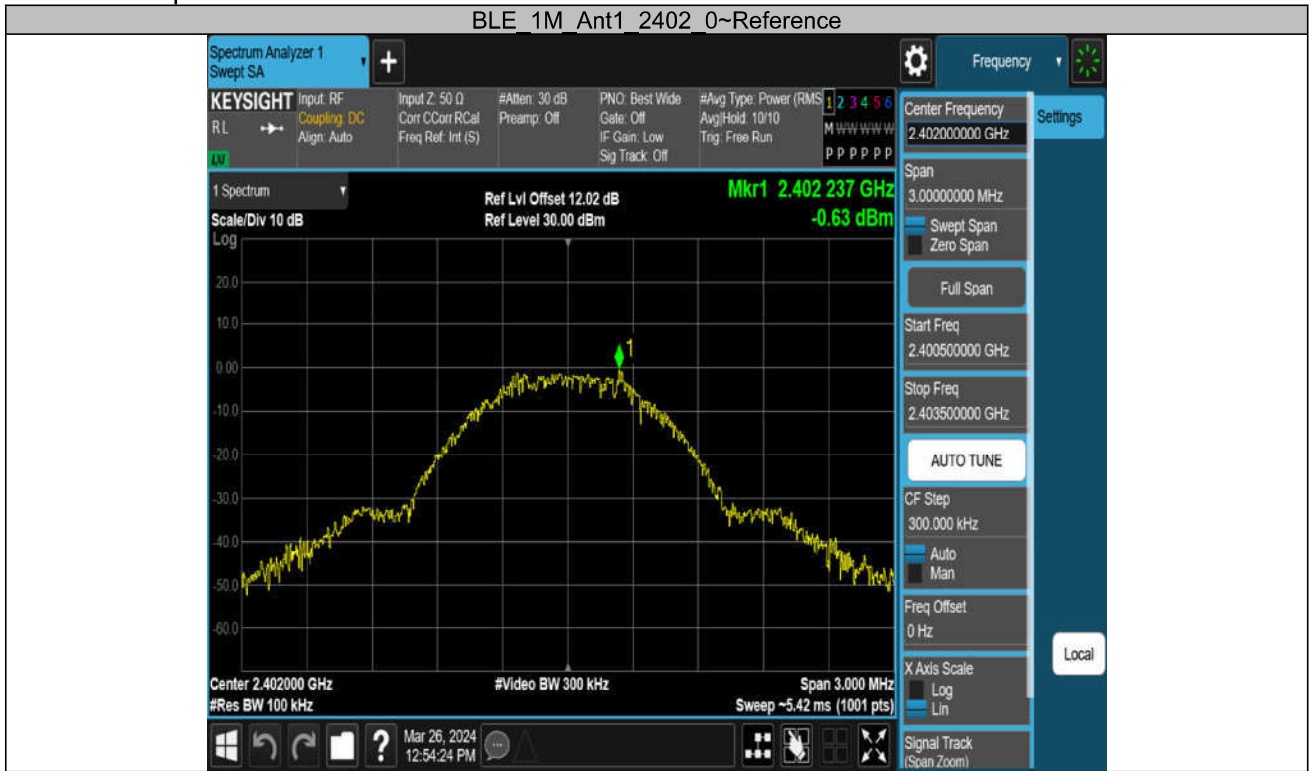 BLE_1M_Ant1_2402_0~Reference
Spectrum Analyzer 1
Swept SA
+
Frequency
KEYSIGHT
RL
LXI
Input: RF
Coupling: DC
Align: Auto
Input Z: 50 Ω
Corr CCorr RCal
Freq Ref: Int (S)
#Atten: 30 dB
Preamp: Off
PNO: Best Wide
Gate: Off
IF Gain: Low
Sig Track: Off
#Avg Type: Power (RMS
Avg|Hold: 10/10
Trig: Free Run
1 2 3 4 5 6
M W W W W W
P P P P P P
1 Spectrum
Scale/Div 10 dB
Log
Ref Lvl Offset 12.02 dB
Ref Level 30.00 dBm
Mkr1 2.402 237 GHz
-0.63 dBm
1
20.0
10.0
0.00
-10.0
-20.0
-30.0
-40.0
-50.0
-60.0
Center 2.402000 GHz
#Video BW 300 kHz
Span 3.000 MHz
#Res BW 100 kHz
Sweep ~5.42 ms (1001 pts)
Center Frequency
2.402000000 GHz
Settings
Span
3.00000000 MHz
Swept Span
Zero Span
Full Span
Start Freq
2.400500000 GHz
Stop Freq
2.403500000 GHz
AUTO TUNE
CF Step
300.000 kHz
Auto
Man
Freq Offset
0 Hz
X Axis Scale
Log
Lin
Local
Signal Track
(Span Zoom)
?
Mar 26, 2024
12:54:24 PM